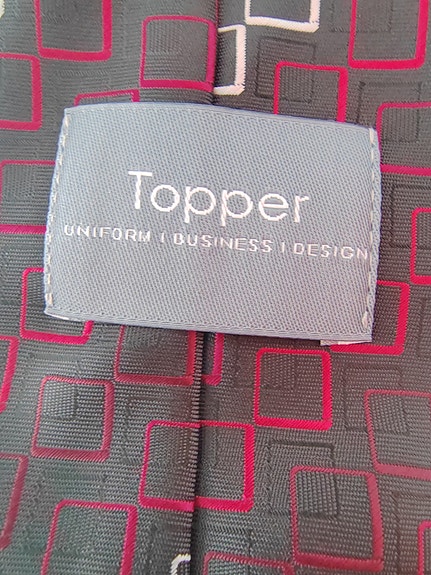 Topper
UNIFORM | BUSINESS | DESIGN